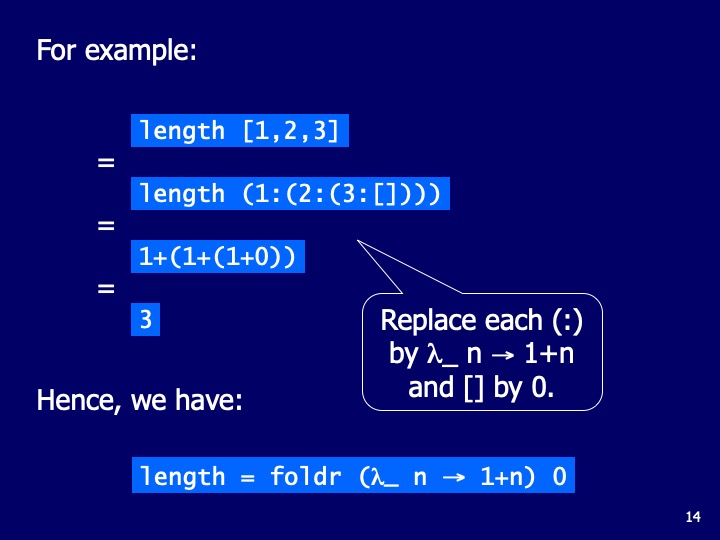 For example:
length [1,2,3]
=
length (1:(2:(3:[])))
=
1+(1+(1+0))
=
3
Replace each (:)
by λ_ n → 1+n
and [] by 0.
Hence, we have:
length = foldr (λ_ n → 1+n) 0
14